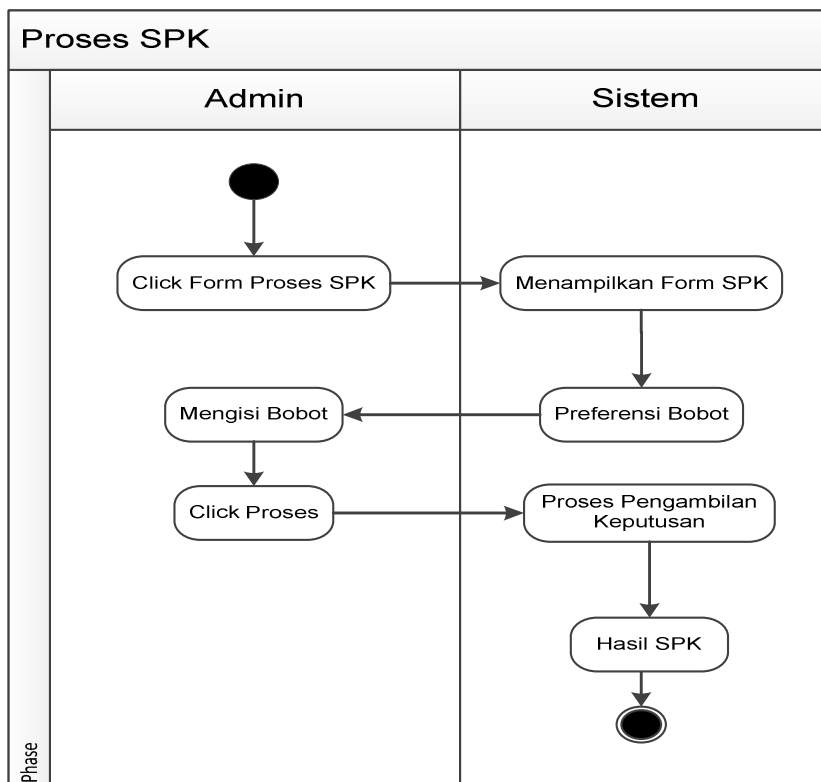 Proses SPK
Admin
Sistem
Click Form Proses SPK
Menampilkan Form SPK
Mengisi Bobot
Preferensi Bobot
Click Proses
Proses Pengambilan
Keputusan
Hasil SPK
Phase